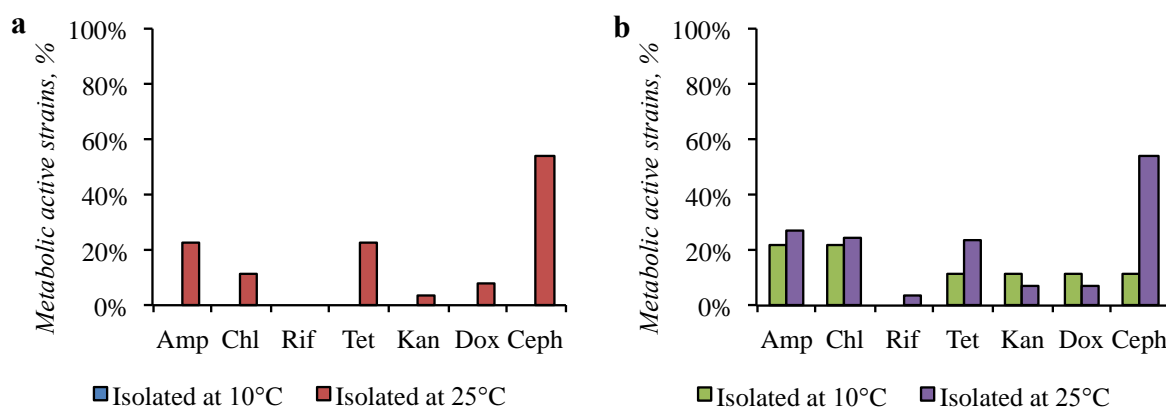 a
Metabolic active strains, %
100%
80%
60%
40%
20%
0%
Amp Chl Rif Tet Kan Dox Ceph
Isolated at 10°C Isolated at 25°C
b
Metabolic active strains, %
100%
80%
60%
40%
20%
0%
Amp Chl Rif Tet Kan Dox Ceph
Isolated at 10°C Isolated at 25°C